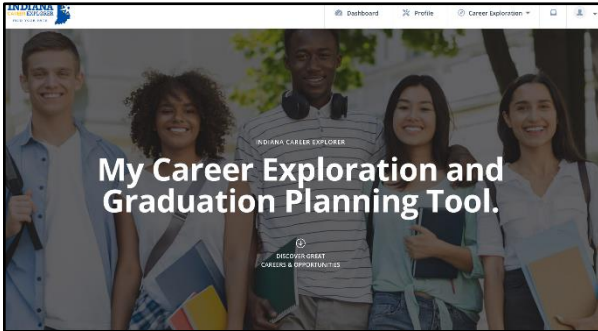 INDIANA
CAREER EXPLORER
Dashboard
Profile
Career Exploration
INDIANA CAREER EXPLORER
My Career Exploration and
Graduation Planning Tool.
DISCOVER GREAT
CAREERS & OPPORTUNITIES